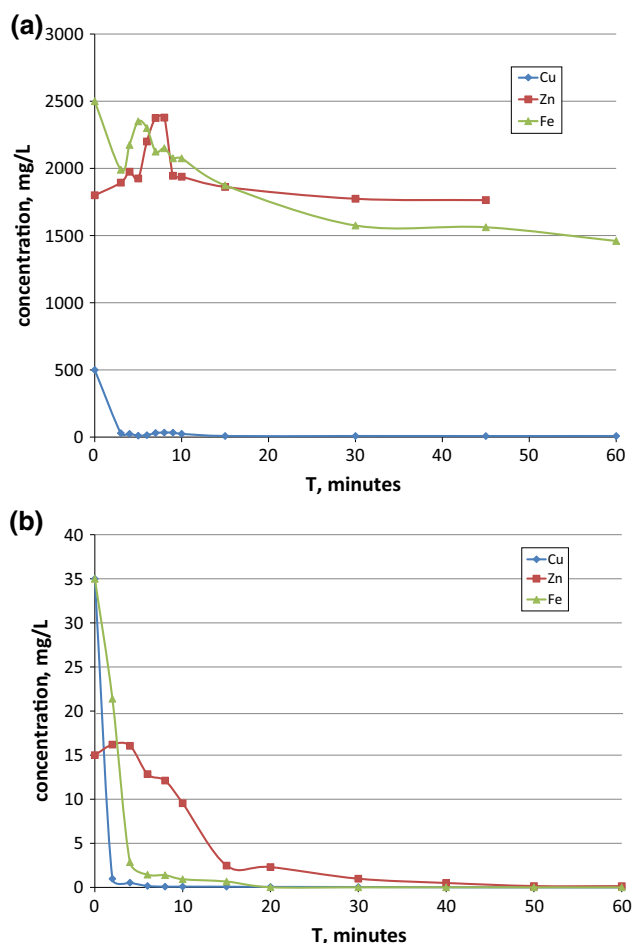 (a)
3000
2500
2000
1500
1000
500
0
concentration, mg/L
Cu
Zn
Fe
0 10 20 30 40 50 60
T, minutes
(b)
40
35
30
25
20
15
10
5
0
concentration, mg/L
Cu
Zn
Fe
0 10 20 30 40 50 60
T, minutes